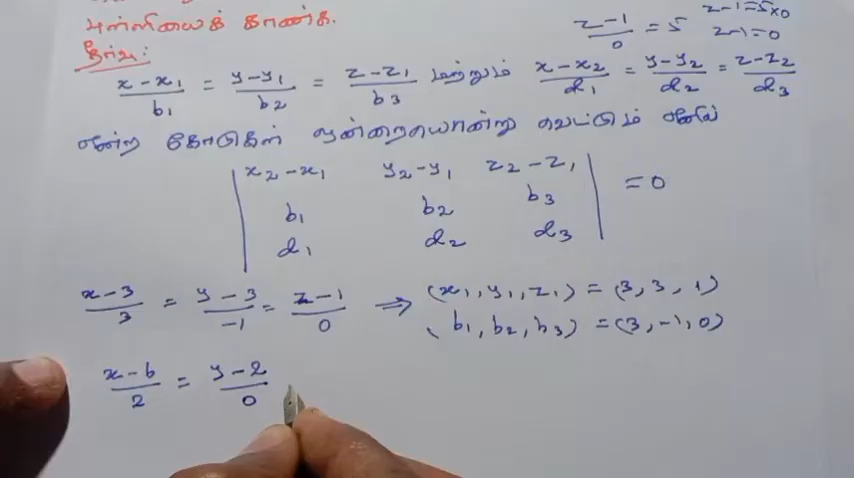 புள்ளியைக் காண்க.
தீர்வு:
z-1/0 = 5 z-1=5×0
z-1=0
x-x₁/b₁ = y-y₁/b₂ = z-z₁/b₃ மற்றும் x-x₂/d₁ = y-y₂/d₂ = z-z₂/d₃
என்ற கோடுகள் ஒன்றையொன்று வெட்டும் எனில்
| x₂-x₁ y₂-y₁ z₂-z₁ |
| b₁ b₂ b₃ | = 0
| d₁ d₂ d₃ |
x-3/3 = y-3/-1 = z-1/0 ⇒ (x₁, y₁, z₁) = (3, 3, 1)
(b₁, b₂, b₃) = (3, -1, 0)
x-6/2 = y-2/0